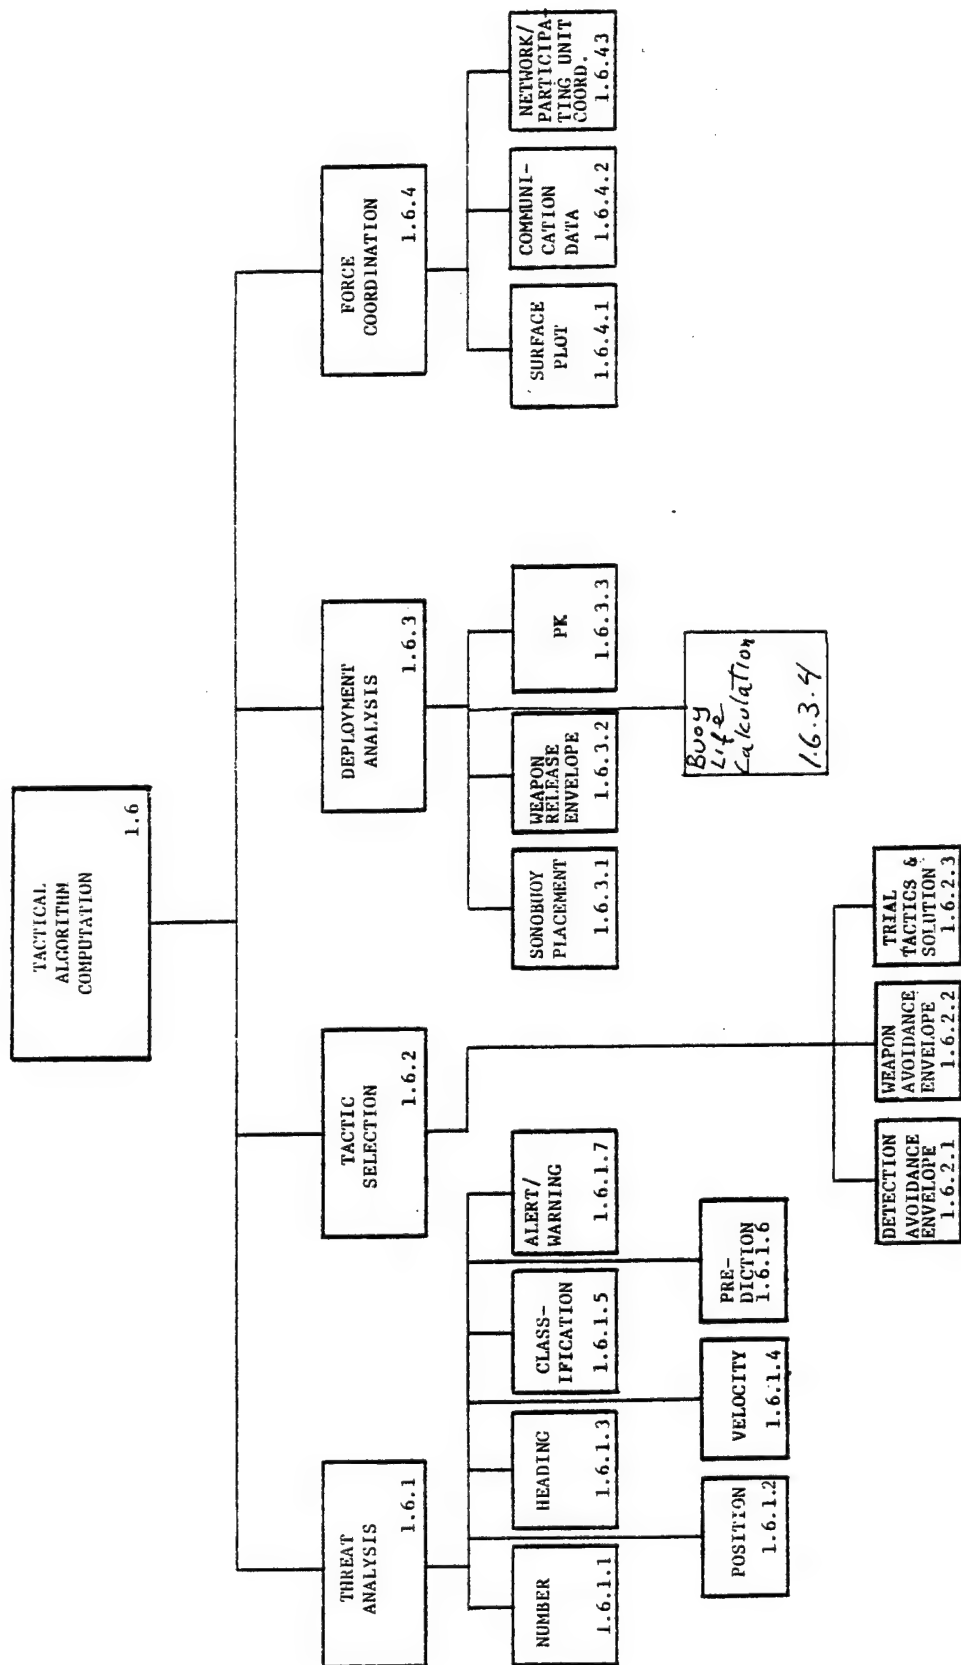 TACTICAL
ALGORITHM
COMPUTATION
1.6
THREAT
ANALYSIS
1.6.1
TACTIC
SELECTION
1.6.2
DEPLOYMENT
ANALYSIS
1.6.3
FORCE
COORDINATION
1.6.4
NUMBER
1.6.1.1
HEADING
1.6.1.3
CLASS-
IFICATION
1.6.1.5
ALERT/
WARNING
1.6.1.7
POSITION
1.6.1.2
VELOCITY
1.6.1.4
PRE-
DICTION
1.6.1.6
DETECTION
AVOIDANCE
ENVELOPE
1.6.2.1
WEAPON
AVOIDANCE
ENVELOPE
1.6.2.2
TRIAL
TACTICS &
SOLUTION
1.6.2.3
SONOBUOY
PLACEMENT
1.6.3.1
WEAPON
RELEASE
ENVELOPE
1.6.3.2
PK
1.6.3.3
Buoy
Life
Calculation
1.6.3.4
SURFACE
PLOT
1.6.4.1
COMMUNI-
CATION
DATA
1.6.4.2
NETWORK/
PARTICIPA-
TING UNIT
COORD.
1.6.43